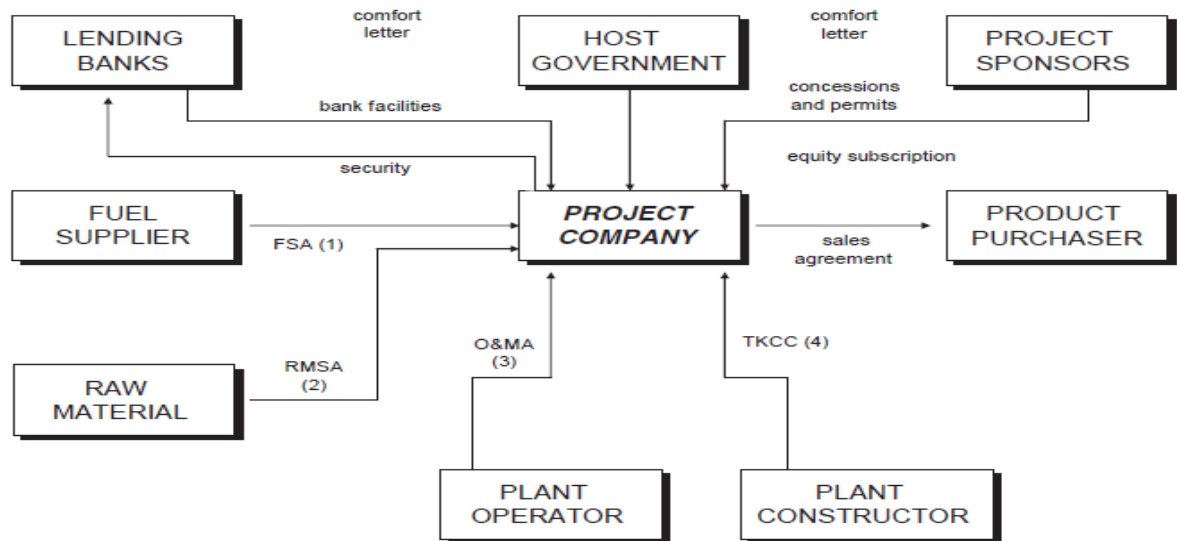 comfort
letter
comfort
letter
LENDING
BANKS
HOST
GOVERNMENT
PROJECT
SPONSORS
bank facilities
concessions
and permits
security
equity subscription
FUEL
SUPPLIER
FSA (1)
PROJECT
COMPANY
sales
agreement
PRODUCT
PURCHASER
RAW
MATERIAL
RMSA
(2)
O&MA
(3)
TKCC (4)
PLANT
OPERATOR
PLANT
CONSTRUCTOR